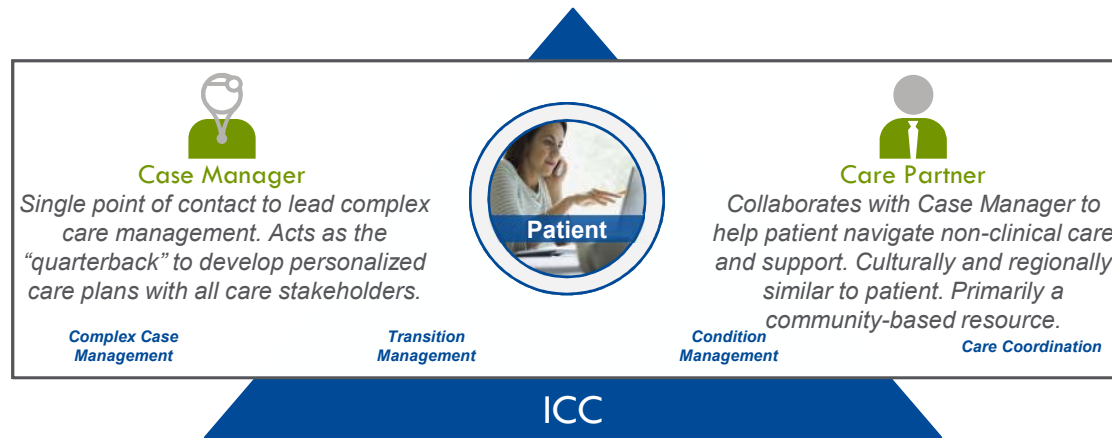 Case Manager
Single point of contact to lead complex
care management. Acts as the
“quarterback” to develop personalized
care plans with all care stakeholders.
Patient
Care Partner
Collaborates with Case Manager to
help patient navigate non-clinical care
and support. Culturally and regionally
similar to patient. Primarily a
community-based resource.
Complex Case
Management
Transition
Management
Condition
Management
Care Coordination
ICC